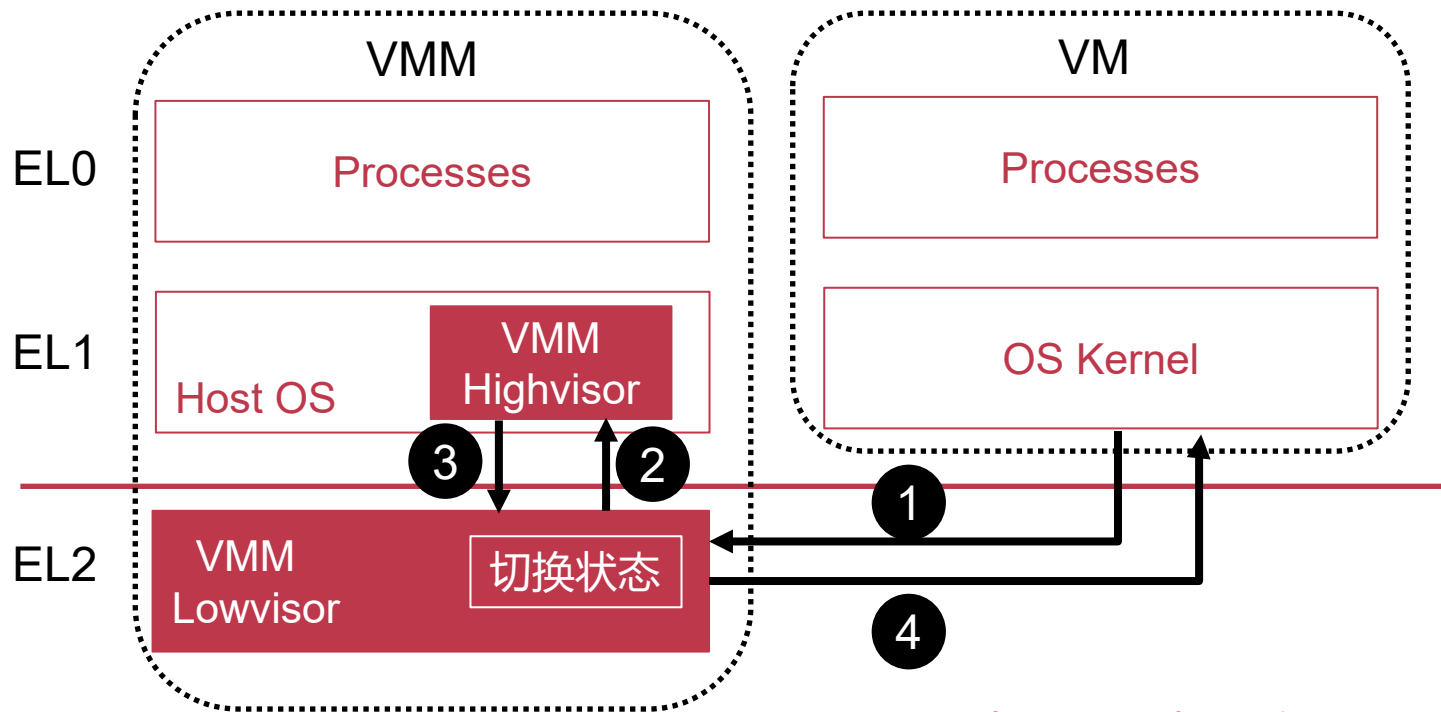 VMM
VM
EL0
Processes
Processes
EL1
Host OS
VMM
Highvisor
OS Kernel
3
2
1
EL2
VMM
Lowvisor
切换状态
4